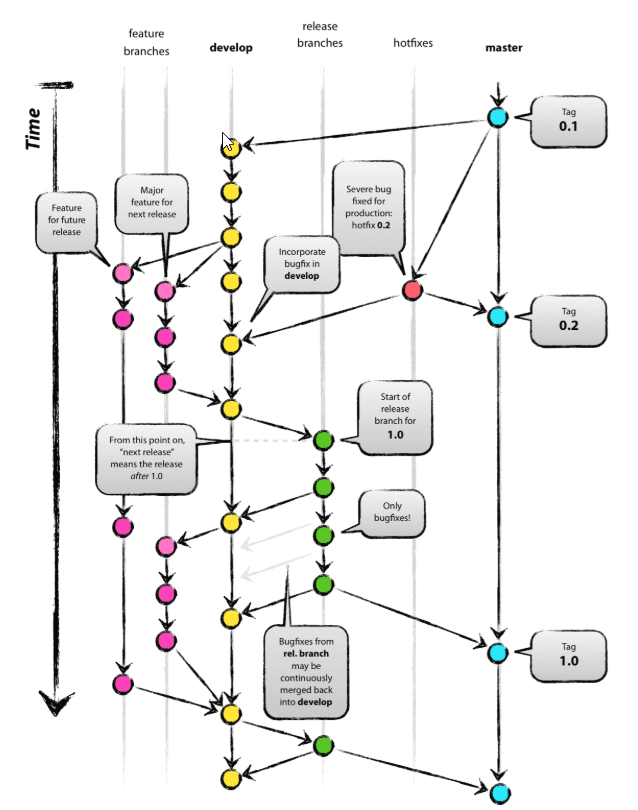 feature
branches
develop
release
branches
hotfixes
master
Time
Tag
0.1
Major
feature for
next release
Feature
for future
release
Severe bug
fixed for
production:
hotfix 0.2
Incorporate
bugfix in
develop
Tag
0.2
Start of
release
branch for
1.0
From this point on,
“next release”
means the release
after 1.0
Only
bugfixes!
Bugfixes from
rel. branch
may be
continuously
merged back
into develop
Tag
1.0